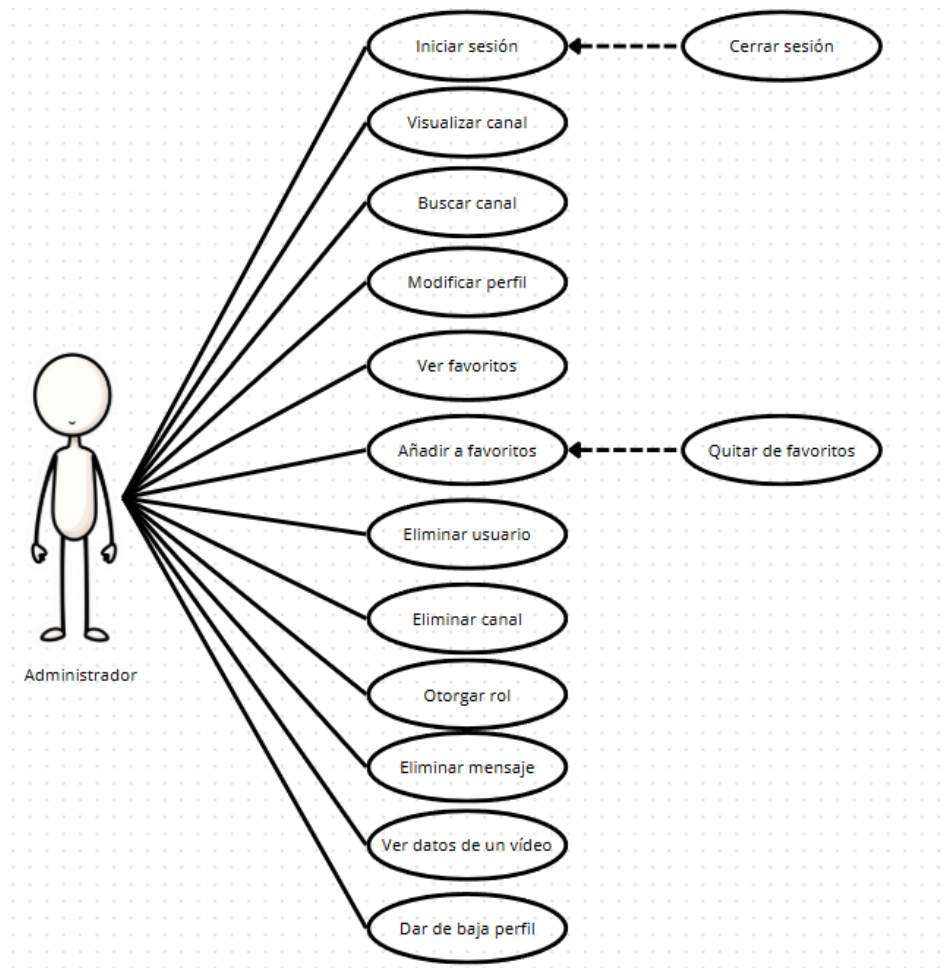 Iniciar sesión
Cerrar sesión
Visualizar canal
Buscar canal
Modificar perfil
Ver favoritos
Añadir a favoritos
Quitar de favoritos
Eliminar usuario
Eliminar canal
Administrador
Otorgar rol
Eliminar mensaje
Ver datos de un vídeo
Dar de baja perfil